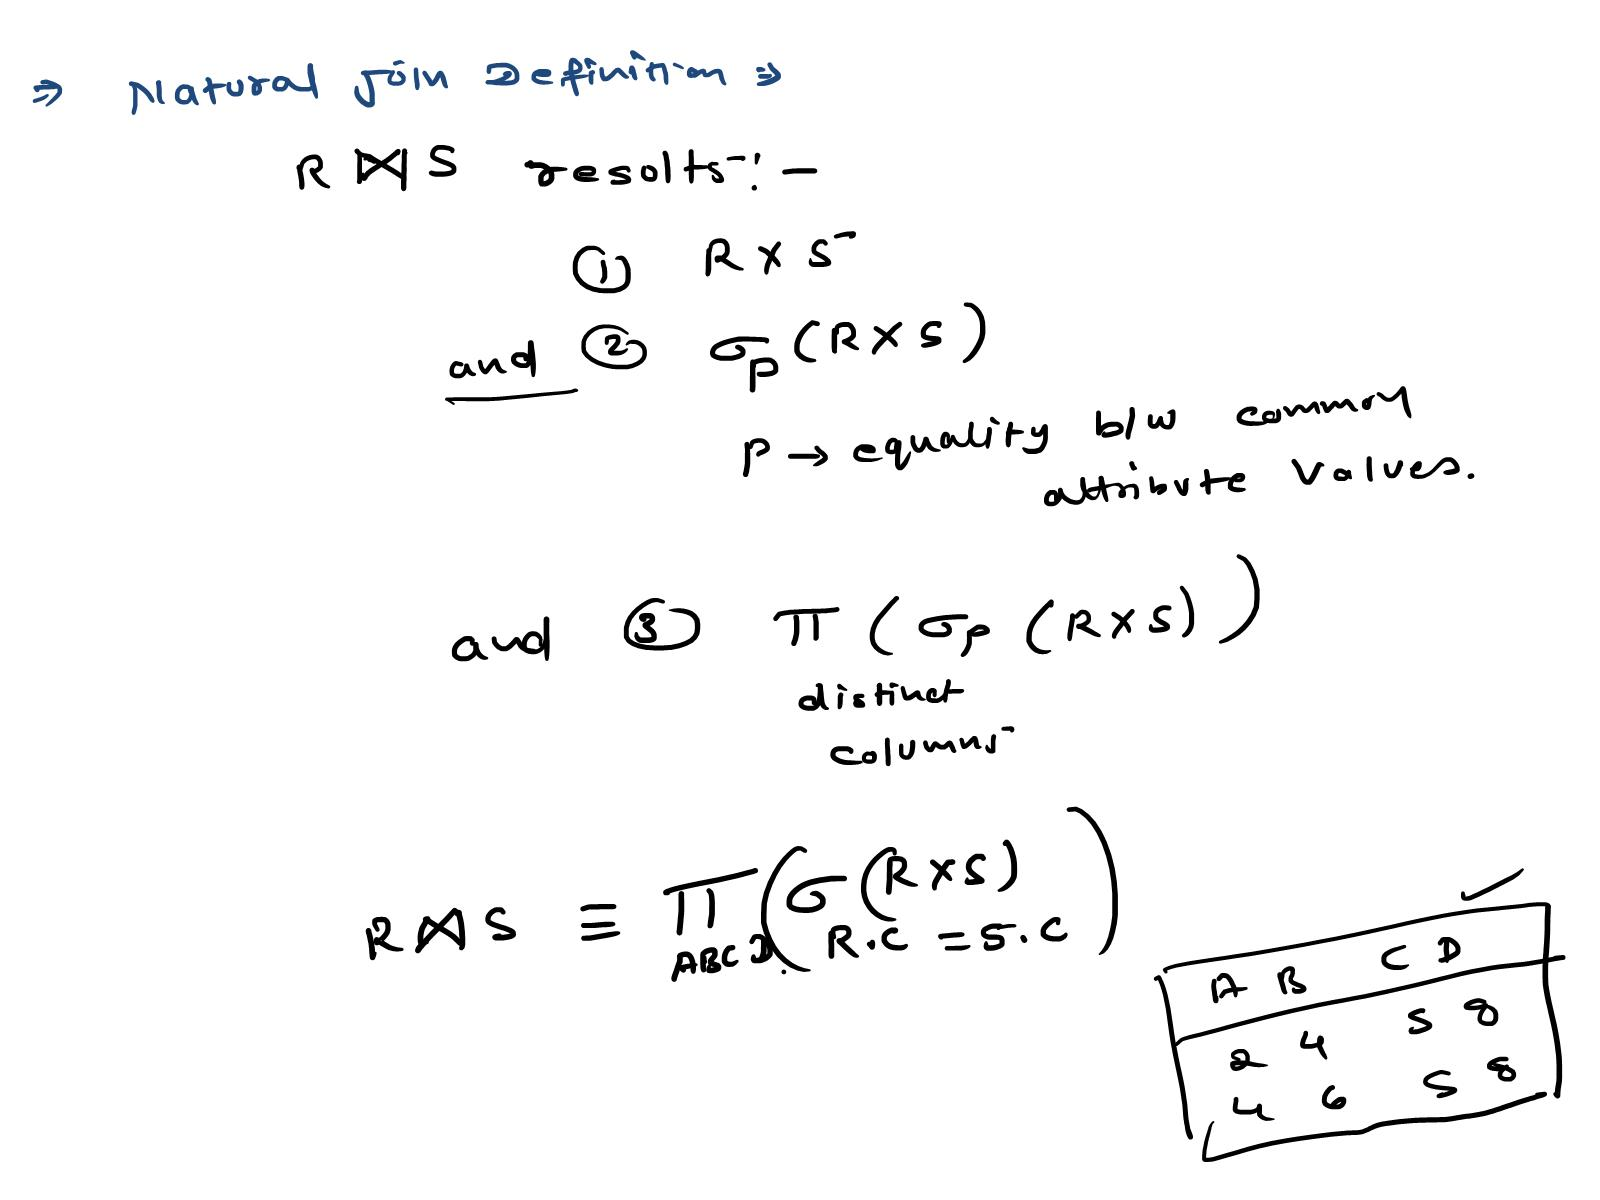 ⇒ Natural Join Definition ⇒
R ⋈ S results:-
① R × S
and ② σp (R × S)
P → equality b/w common
attribute values.
and ③ π ( σp (R × S) )
distinct
columns
R ⋈ S ≡ π ( σ (R × S) )
ABCD R.C = S.C
A B C D
2 4 5 8
4 6 5 8